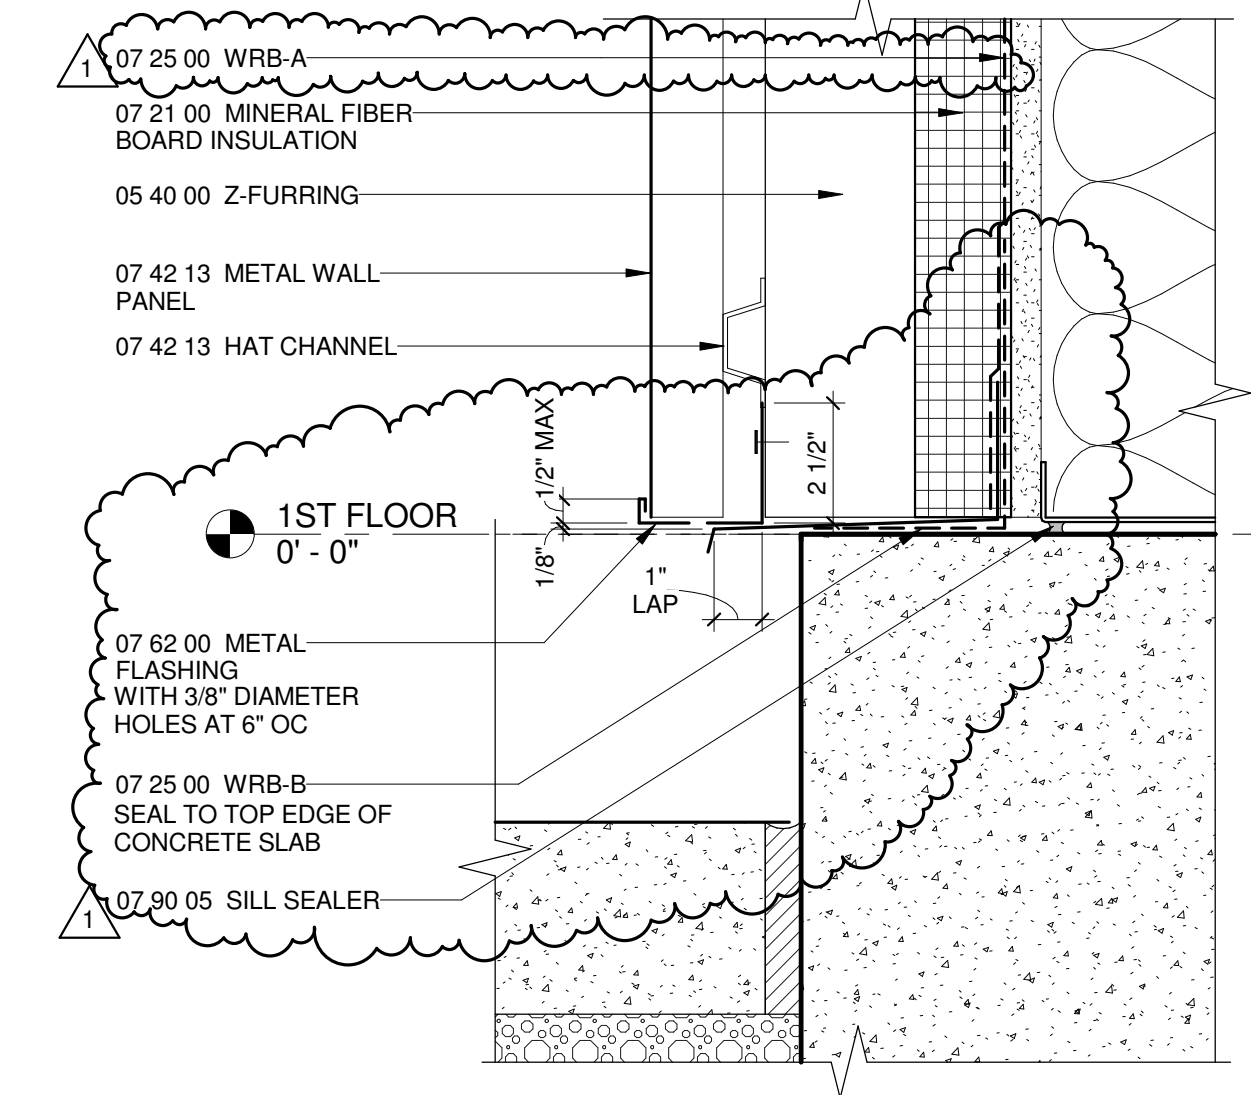 1
07 25 00 WRB-A
07 21 00 MINERAL FIBER
BOARD INSULATION
05 40 00 Z-FURRING
07 42 13 METAL WALL
PANEL
07 42 13 HAT CHANNEL
1/2" MAX
2 1/2"
1ST FLOOR
0' - 0"
1/8"
1"
LAP
07 62 00 METAL
FLASHING
WITH 3/8" DIAMETER
HOLES AT 6" OC
07 25 00 WRB-B
SEAL TO TOP EDGE OF
CONCRETE SLAB
07 90 05 SILL SEALER
1